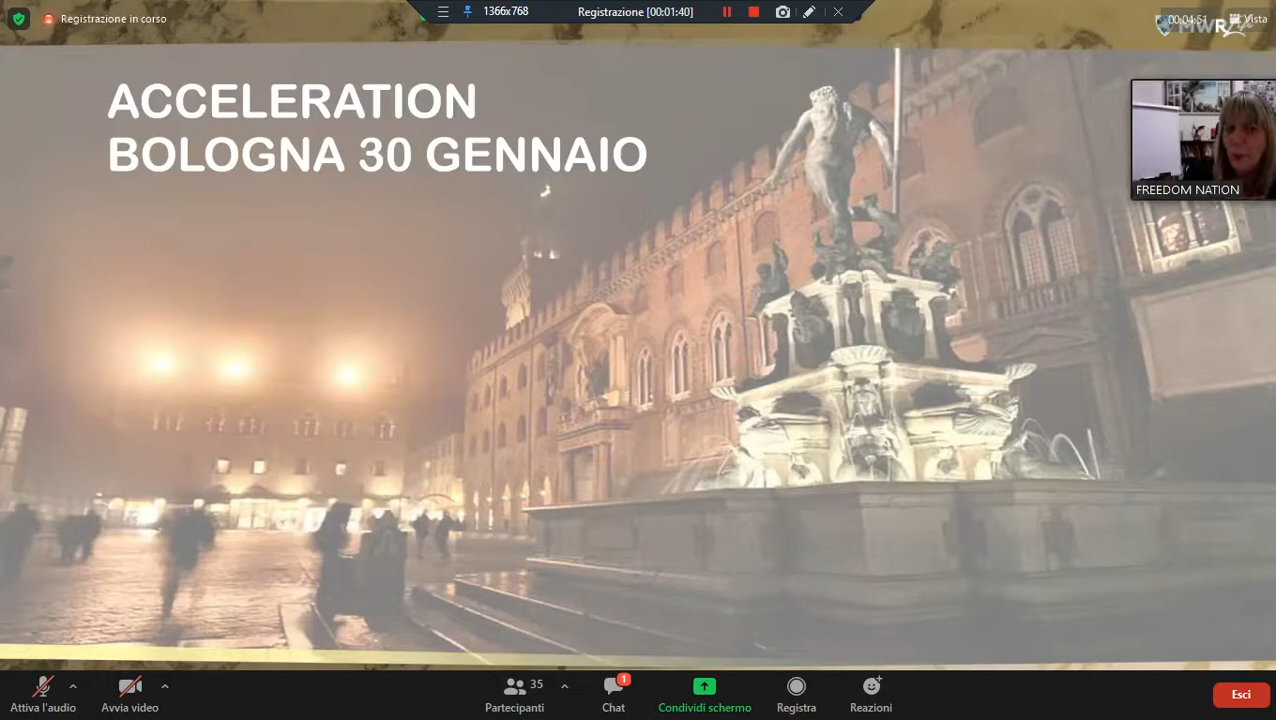 Registrazione in corso
1366x768
Registrazione [00:01:40]
00:04:51
Vista
MWR
ACCELERATION
BOLOGNA 30 GENNAIO
FREEDOM NATION
Attiva l'audio
Avvia video
35
Partecipanti
1
Chat
Condividi schermo
Registra
Reazioni
Esci